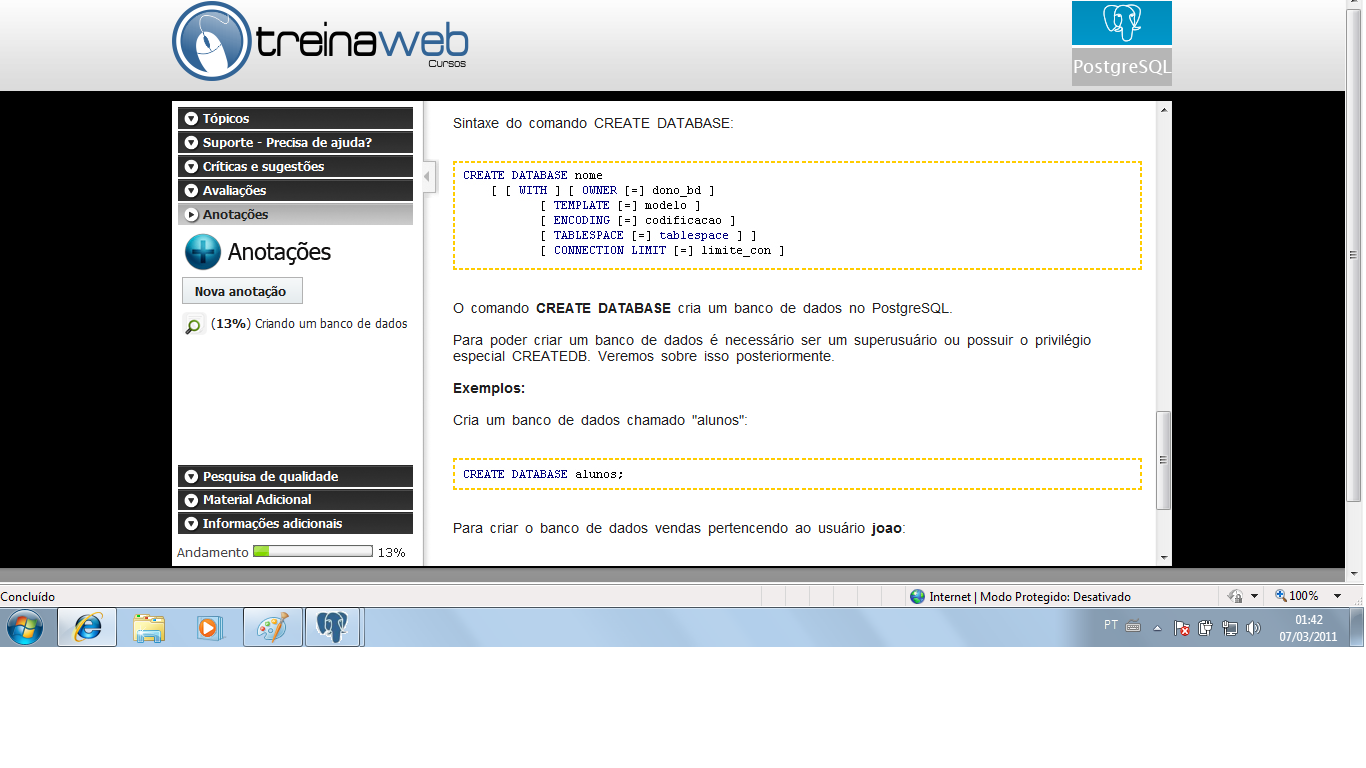 treinaweb
Cursos
PostgreSQL
Tópicos
Suporte - Precisa de ajuda?
Críticas e sugestões
Avaliações
Anotações
Anotações
Nova anotação
(13%) Criando um banco de dados
Pesquisa de qualidade
Material Adicional
Informações adicionais
Andamento 13%
Sintaxe do comando CREATE DATABASE:
CREATE DATABASE nome
[ [ WITH ] [ OWNER [=] dono_bd ]
[ TEMPLATE [=] modelo ]
[ ENCODING [=] codificacao ]
[ TABLESPACE [=] tablespace ] ]
[ CONNECTION LIMIT [=] limite_con ]
O comando CREATE DATABASE cria um banco de dados no PostgreSQL.
Para poder criar um banco de dados é necessário ser um superusuário ou possuir o privilégio
especial CREATEDB. Veremos sobre isso posteriormente.
Exemplos:
Cria um banco de dados chamado "alunos":
CREATE DATABASE alunos;
Para criar o banco de dados vendas pertencendo ao usuário joao:
Concluído
Internet | Modo Protegido: Desativado
100%
PT
01:42
07/03/2011